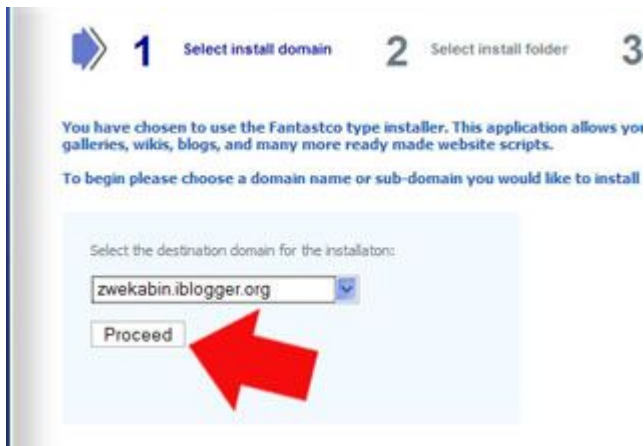 1 Select install domain 2 Select install folder 3
You have chosen to use the Fantastco type installer. This application allows you
galleries, wikis, blogs, and many more ready made website scripts.
To begin please choose a domain name or sub-domain you would like to install
Select the destination domain for the installaton:
zwekabin.iblogger.org
Proceed